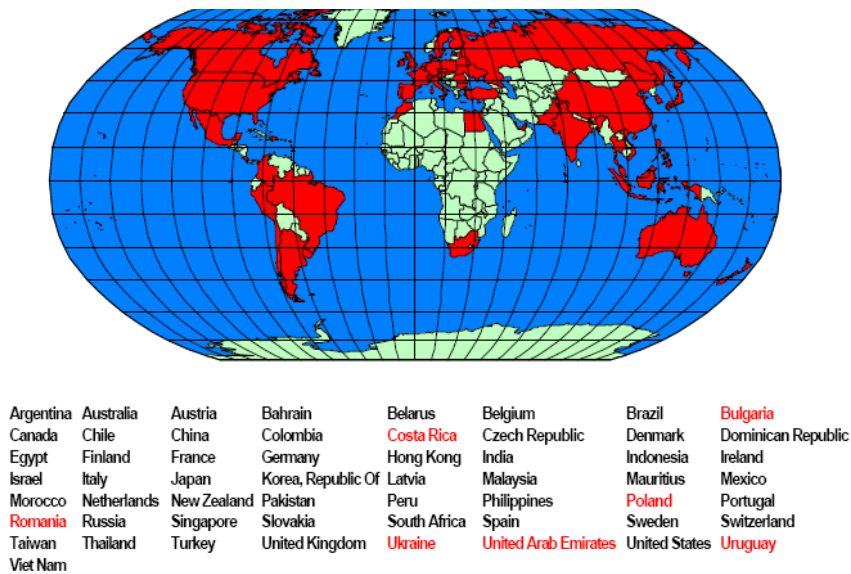 Argentina Australia Austria Bahrain Belarus Belgium Brazil Bulgaria
Canada Chile China Colombia Costa Rica Czech Republic Denmark Dominican Republic
Egypt Finland France Germany Hong Kong India Indonesia Ireland
Israel Italy Japan Korea, Republic Of Latvia Malaysia Mauritius Mexico
Morocco Netherlands New Zealand Pakistan Peru Philippines Poland Portugal
Romania Russia Singapore Slovakia South Africa Spain Sweden Switzerland
Taiwan Thailand Turkey United Kingdom Ukraine United Arab Emirates United States Uruguay
Viet Nam